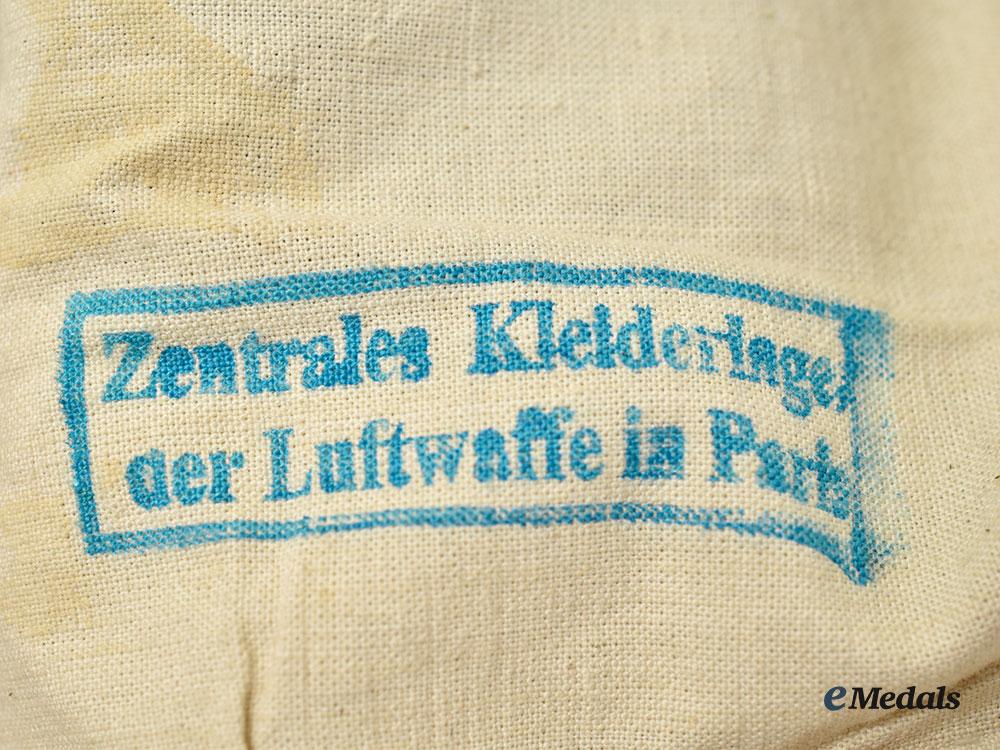 Zentrales Kleiderlager
der Luftwaffe in Paris
eMedals